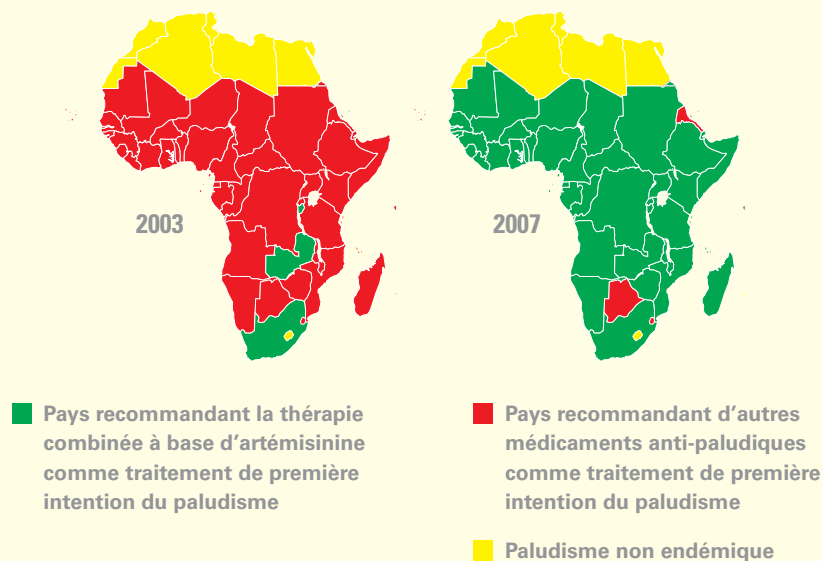 2003
2007
Pays recommandant la thérapie
combinée à base d'artémisinine
comme traitement de première
intention du paludisme
Pays recommandant d'autres
médicaments anti-paludiques
comme traitement de première
intention du paludisme
Paludisme non endémique